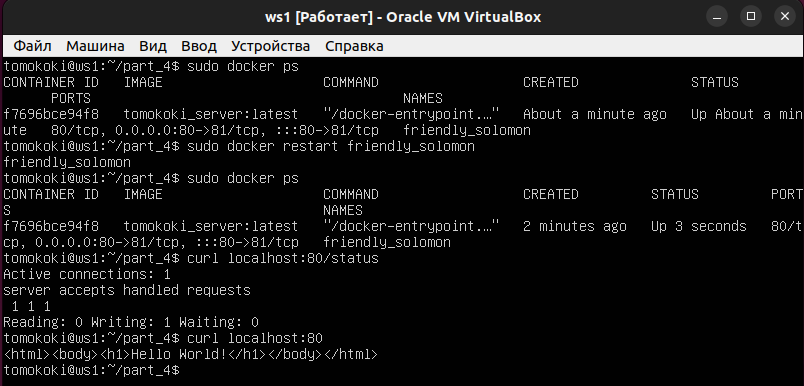 ws1 [Работает] - Oracle VM VirtualBox
Файл Машина Вид Ввод Устройства Справка
tomokoki@ws1:~/part_4$ sudo docker ps
CONTAINER ID   IMAGE                    COMMAND                  CREATED              STATUS
      PORTS                                       NAMES
f7696bce94f8   tomokoki_server:latest   "/docker-entrypoint.…"   About a minute ago   Up About a min
ute   80/tcp, 0.0.0.0:80->81/tcp, :::80->81/tcp   friendly_solomon
tomokoki@ws1:~/part_4$ sudo docker restart friendly_solomon
friendly_solomon
tomokoki@ws1:~/part_4$ sudo docker ps
CONTAINER ID   IMAGE                    COMMAND                  CREATED         STATUS         PORT
S                                       NAMES
f7696bce94f8   tomokoki_server:latest   "/docker-entrypoint.…"   2 minutes ago   Up 3 seconds   80/t
cp, 0.0.0.0:80->81/tcp, :::80->81/tcp   friendly_solomon
tomokoki@ws1:~/part_4$ curl localhost:80/status
Active connections: 1
server accepts handled requests
 1 1 1
Reading: 0 Writing: 1 Waiting: 0
tomokoki@ws1:~/part_4$ curl localhost:80
<html><body><h1>Hello World!</h1></body></html>
tomokoki@ws1:~/part_4$